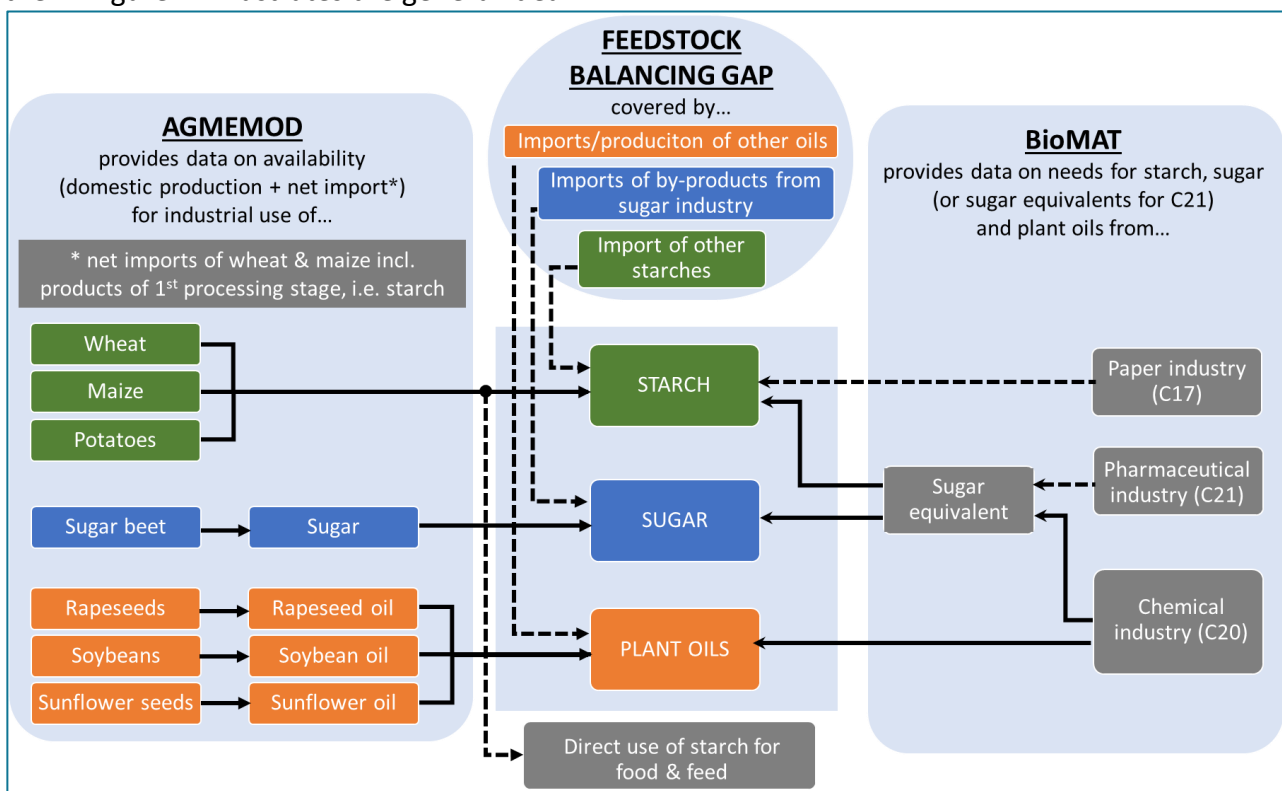 FEEDSTOCK
BALANCING GAP
covered by…
Imports/produciton of other oils
Imports of by-products from
sugar industry
Import of other
starches
AGMEMOD
provides data on availability
(domestic production + net import*)
for industrial use of…
* net imports of wheat & maize incl.
products of 1st processing stage, i.e. starch
Wheat
Maize
Potatoes
Sugar beet
Sugar
Rapeseeds
Rapeseed oil
Soybeans
Soybean oil
Sunflower seeds
Sunflower oil
STARCH
SUGAR
PLANT OILS
Direct use of starch for
food & feed
BioMAT
provides data on needs for starch, sugar
(or sugar equivalents for C21)
and plant oils from…
Paper industry
(C17)
Pharmaceutical
industry (C21)
Sugar
equivalent
Chemical
industry (C20)